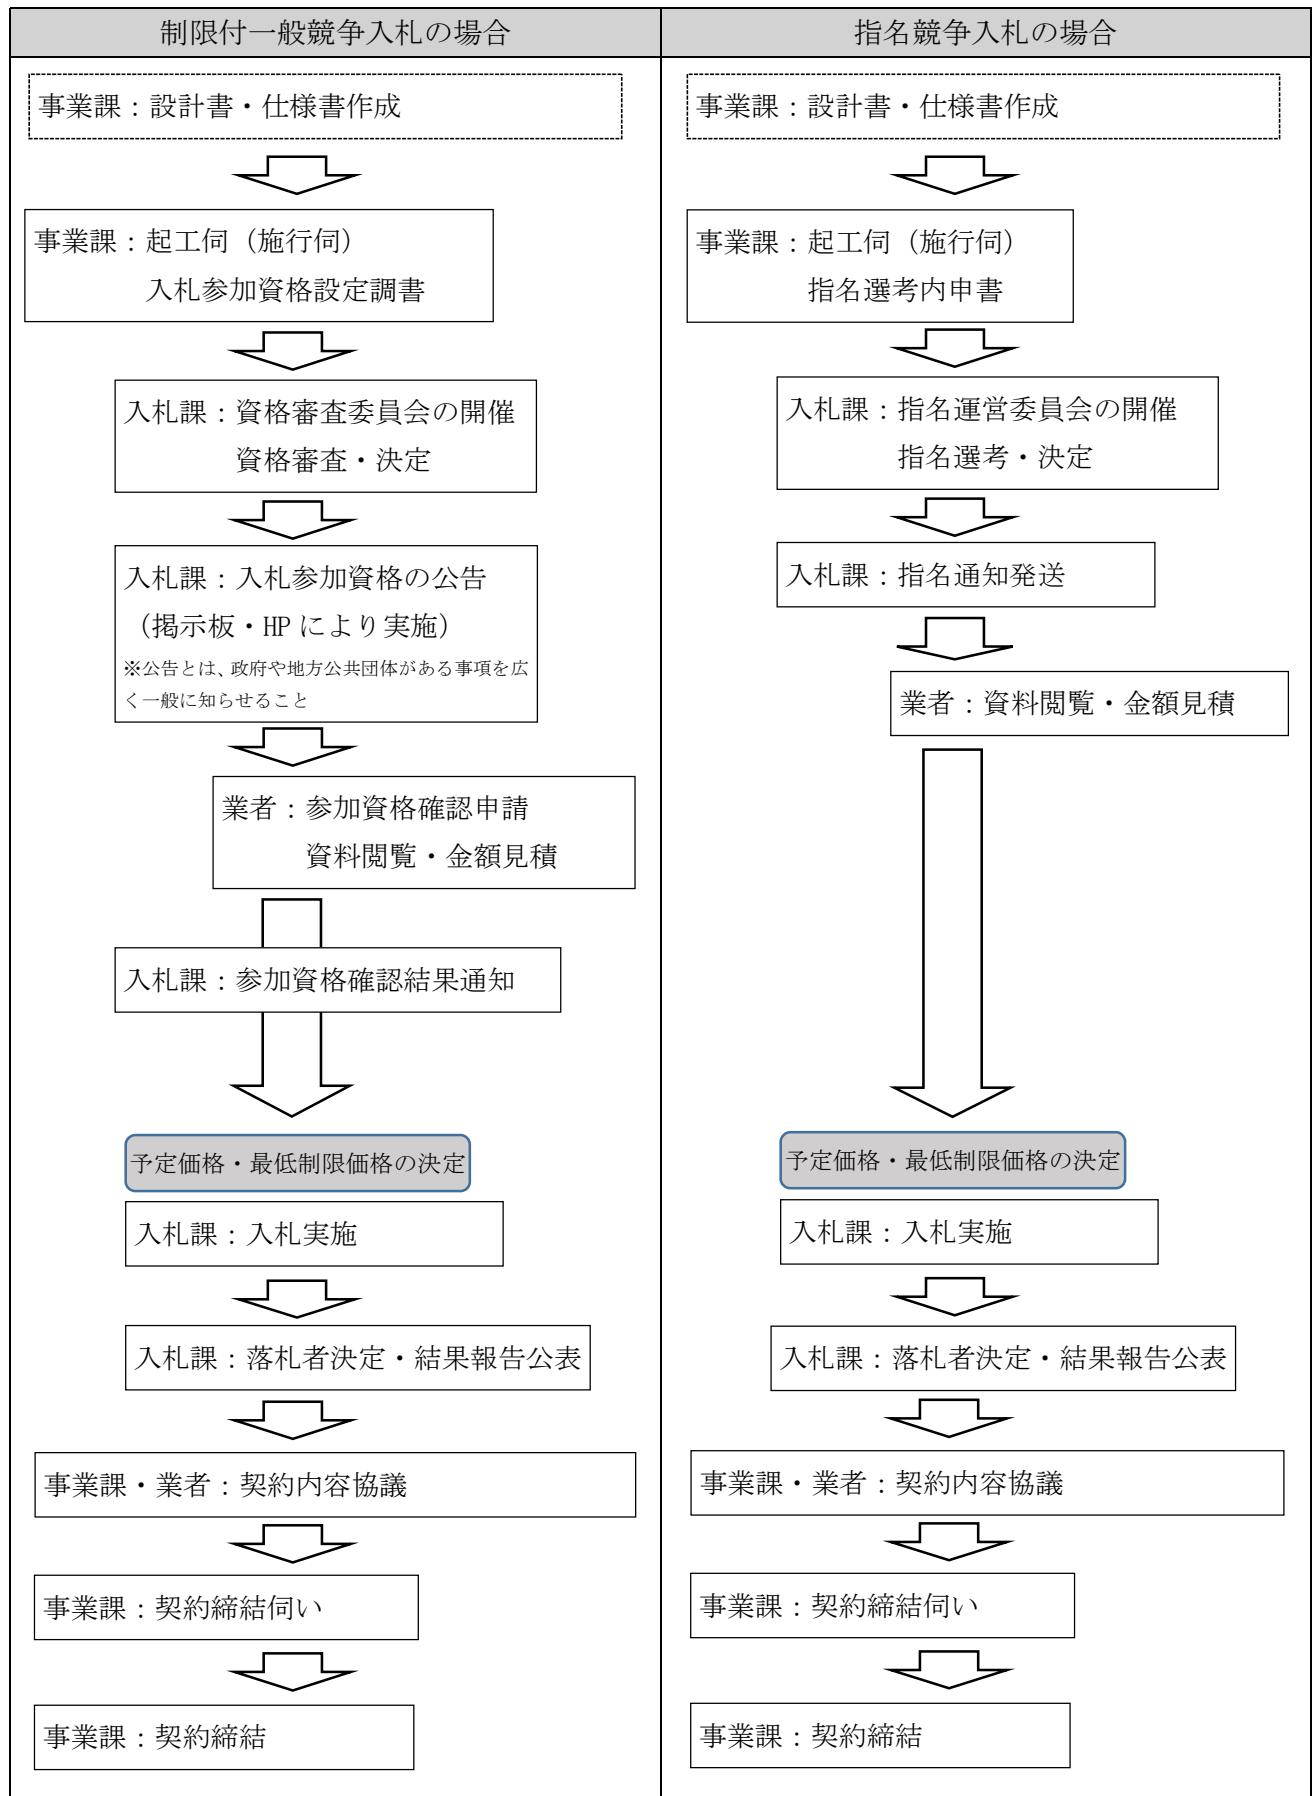 制限付一般競争入札の場合
事業課：設計書・仕様書作成
事業課：起工伺（施行伺）
入札参加資格設定調書
入札課：資格審査委員会の開催
資格審査・決定
入札課：入札参加資格の公告
（掲示板・HPにより実施）
※公告とは、政府や地方公共団体がある事項を広
く一般に知らせること
業者：参加資格確認申請
資料閲覧・金額見積
入札課：参加資格確認結果通知
予定価格・最低制限価格の決定
入札課：入札実施
入札課：落札者決定・結果報告公表
事業課・業者：契約内容協議
事業課：契約締結伺い
事業課：契約締結
指名競争入札の場合
事業課：設計書・仕様書作成
事業課：起工伺（施行伺）
指名選考内申書
入札課：指名運営委員会の開催
指名選考・決定
入札課：指名通知発送
業者：資料閲覧・金額見積
予定価格・最低制限価格の決定
入札課：入札実施
入札課：落札者決定・結果報告公表
事業課・業者：契約内容協議
事業課：契約締結伺い
事業課：契約締結